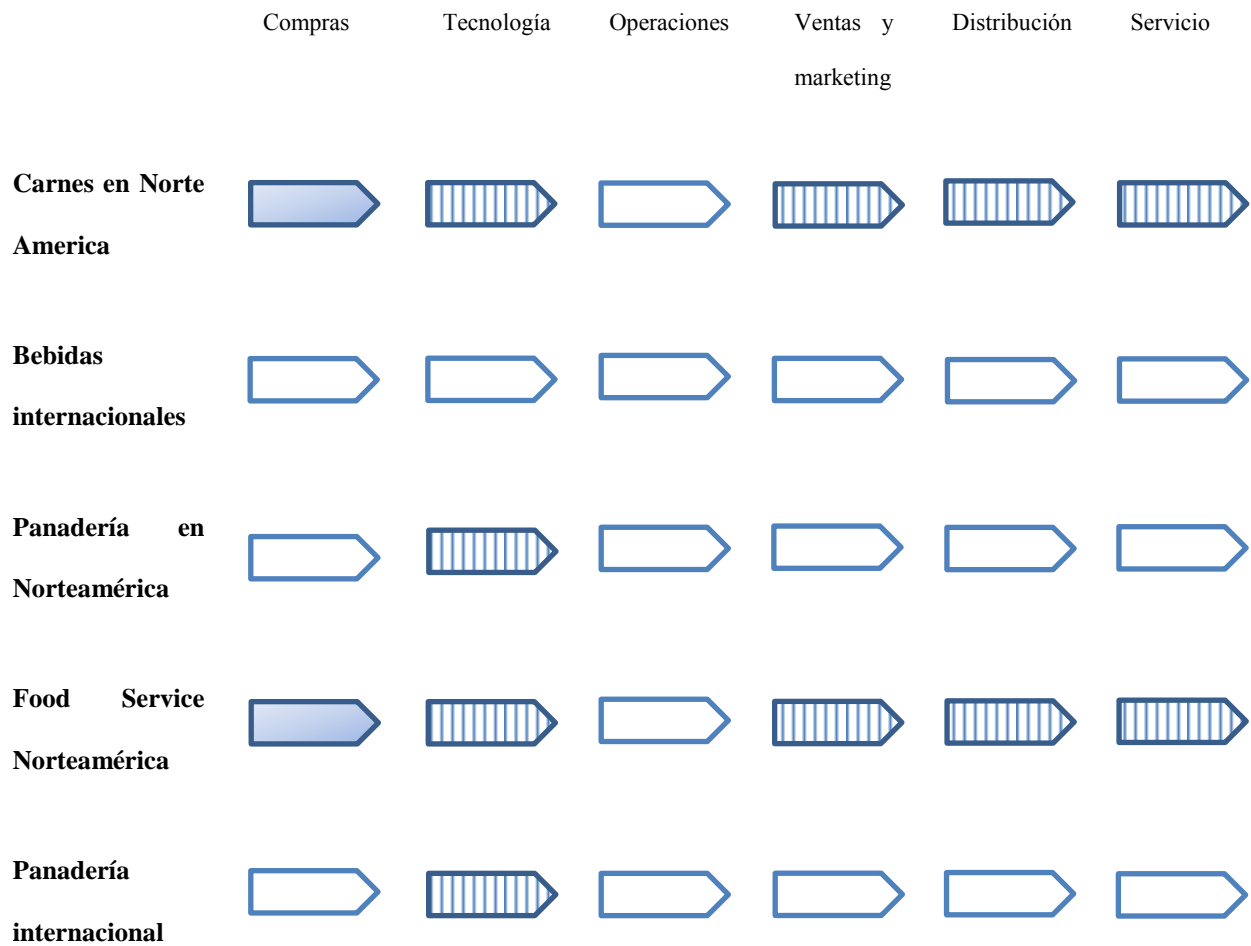 Compras Tecnología Operaciones Ventas y Distribución Servicio
marketing
Carnes en Norte
America
Bebidas
internacionales
Panadería en
Norteamérica
Food Service
Norteamérica
Panadería
internacional